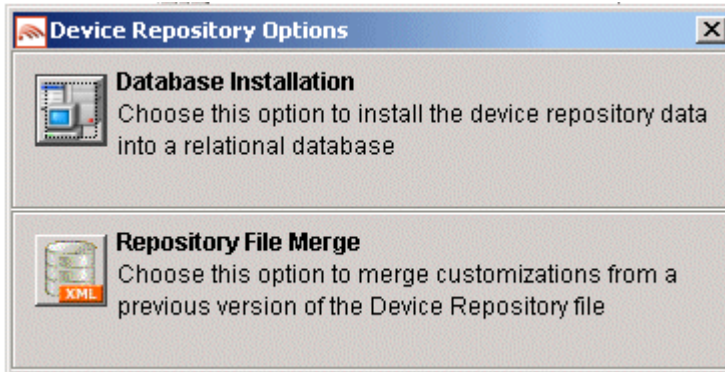 Device Repository Options
Database Installation
Choose this option to install the device repository data
into a relational database
Repository File Merge
Choose this option to merge customizations from a
previous version of the Device Repository file
XML